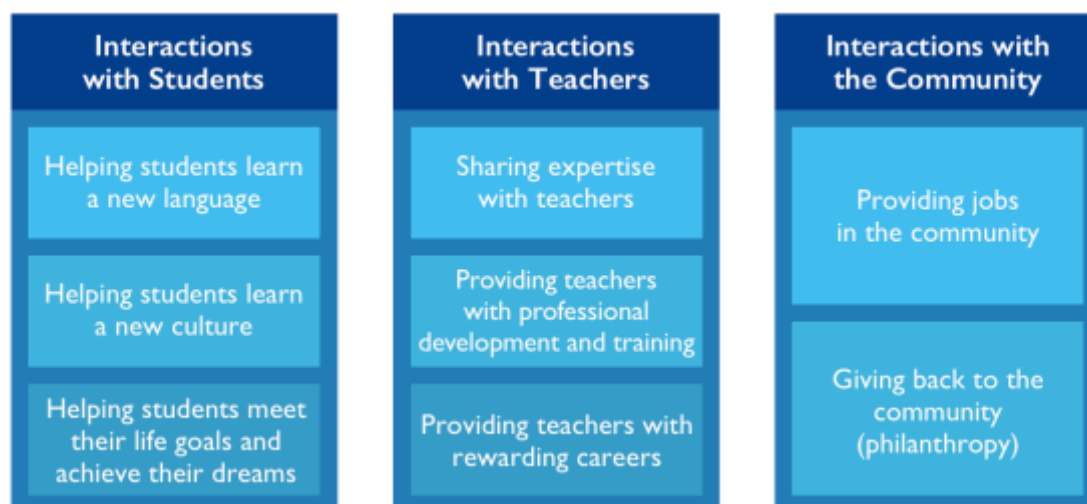 Interactions
with Students
Helping students learn
a new language
Helping students learn
a new culture
Helping students meet
their life goals and
achieve their dreams
Interactions
with Teachers
Sharing expertise
with teachers
Providing teachers
with professional
development and training
Providing teachers with
rewarding careers
Interactions with
the Community
Providing jobs
in the community
Giving back to the
community
(philanthropy)